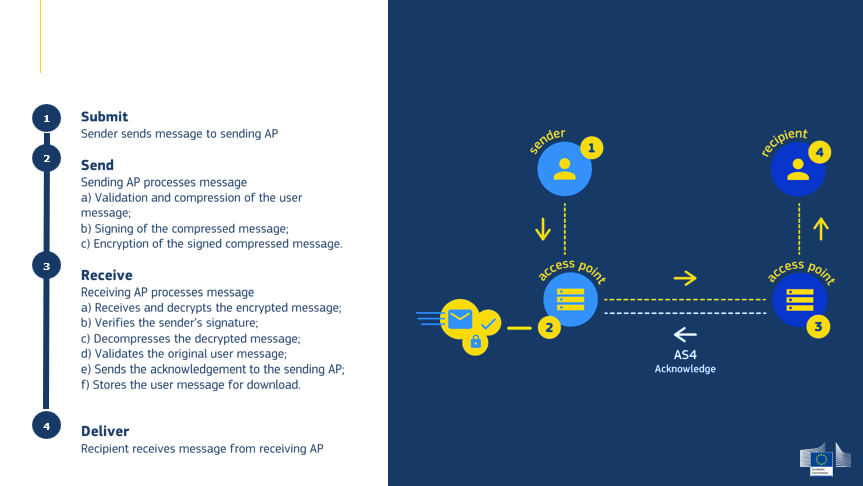 1
Submit
Sender sends message to sending AP
2
Send
Sending AP processes message
a) Validation and compression of the user
message;
b) Signing of the compressed message;
c) Encryption of the signed compressed message.
3
Receive
Receiving AP processes message
a) Receives and decrypts the encrypted message;
b) Verifies the sender's signature;
c) Decompresses the decrypted message;
d) Validates the original user message;
e) Sends the acknowledgement to the sending AP;
f) Stores the user message for download.
4
Deliver
Recipient receives message from receiving AP
sender
1
recipient
4
access point
2
access point
3
AS4
Acknowledge
European
Commission